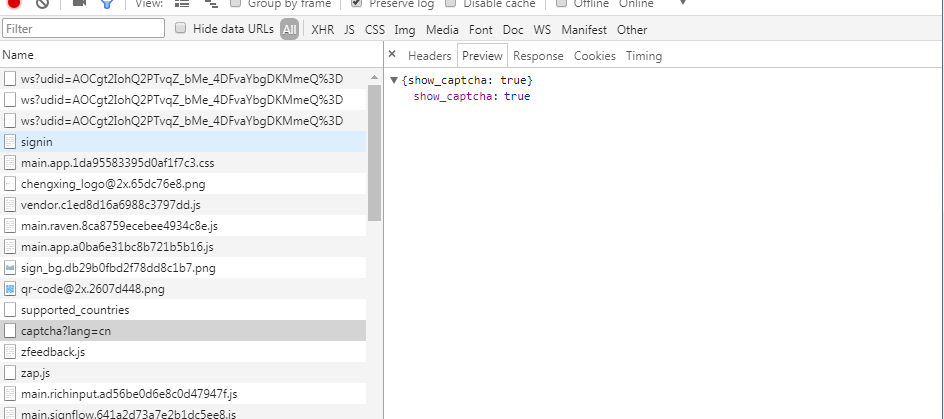 View: Group by frame Preserve log Disable cache Offline Online
Filter Hide data URLs All XHR JS CSS Img Media Font Doc WS Manifest Other
Name
ws?udid=AOCgt2IohQ2PTvqZ_bMe_4DFvaYbgDKMmeQ%3D
ws?udid=AOCgt2IohQ2PTvqZ_bMe_4DFvaYbgDKMmeQ%3D
ws?udid=AOCgt2IohQ2PTvqZ_bMe_4DFvaYbgDKMmeQ%3D
signin
main.app.1da95583395d0af1f7c3.css
chengxing_logo@2x.65dc76e8.png
vendor.c1ed8d16a6988c3797dd.js
main.raven.8ca8759ecebee4934c8e.js
main.app.a0ba6e31bc8b721b5b16.js
sign_bg.db29b0fbd2f78dd8c1b7.png
qr-code@2x.2607d448.png
supported_countries
captcha?lang=cn
zfeedback.js
zap.js
main.richinput.ad56be0d6e8c0d47947f.js
main.signflow.641a2d73a7e2b1dc5ee8.js
× Headers Preview Response Cookies Timing
▼{show_captcha: true}
show_captcha: true